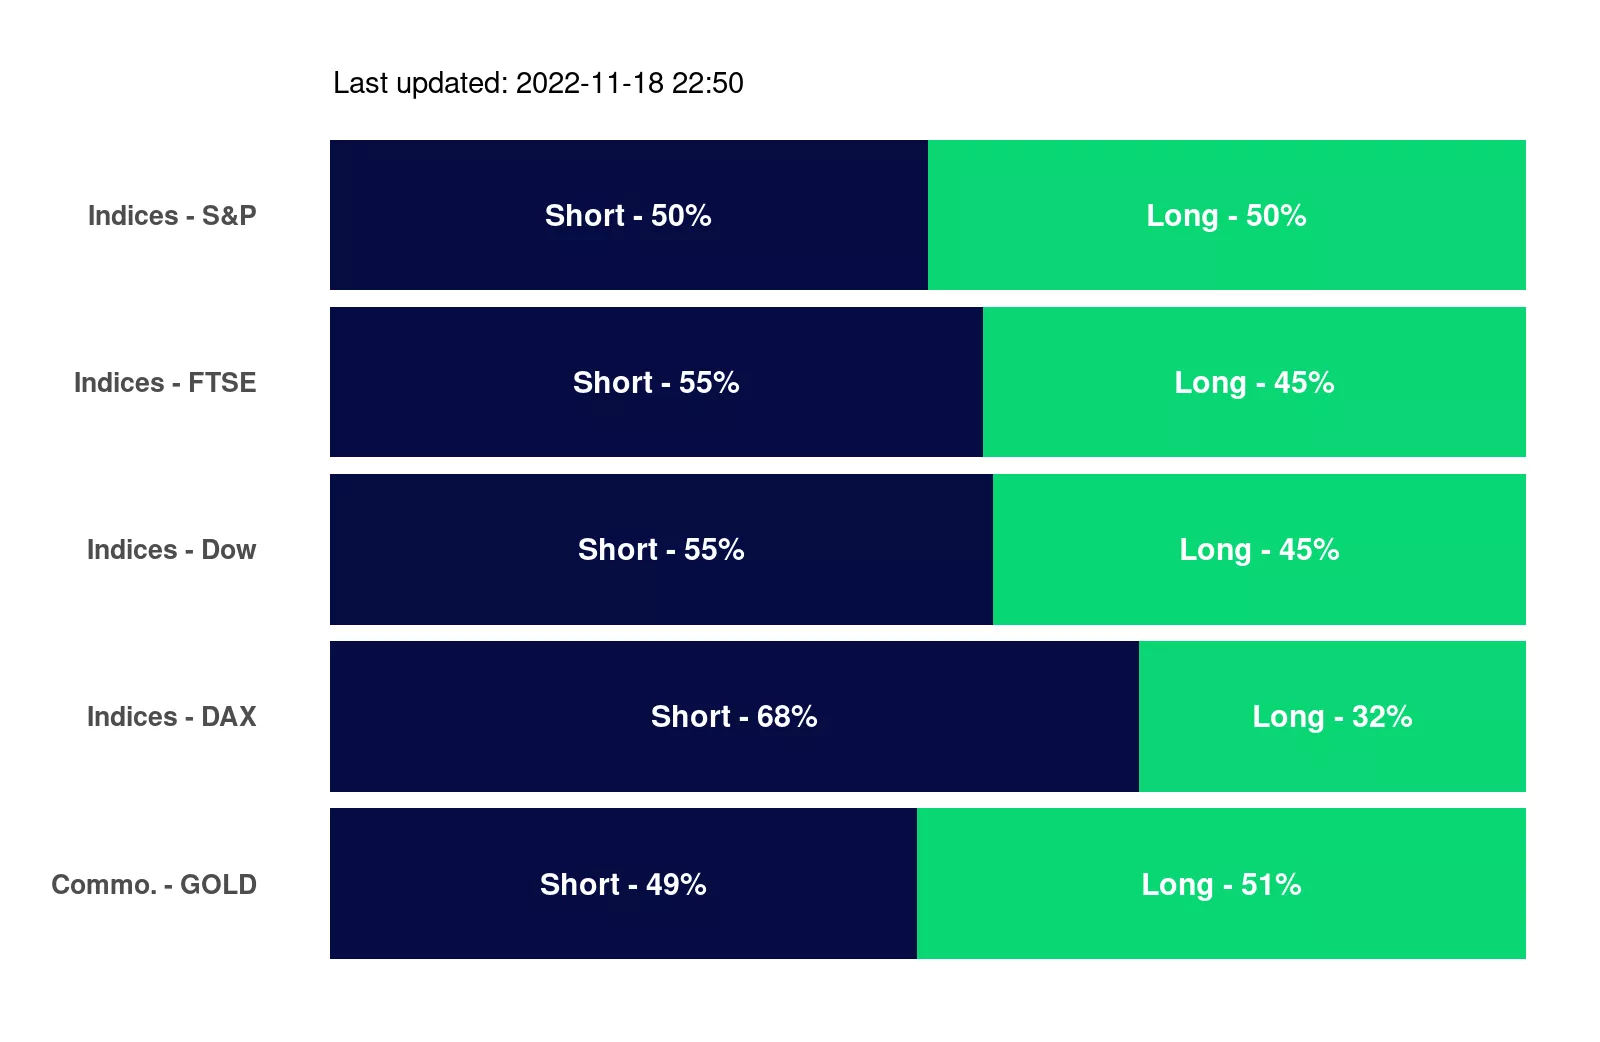 Last updated: 2022-11-18 22:50
Indices - S&P Short - 50% Long - 50%
Indices - FTSE Short - 55% Long - 45%
Indices - Dow Short - 55% Long - 45%
Indices - DAX Short - 68% Long - 32%
Commo. - GOLD Short - 49% Long - 51%